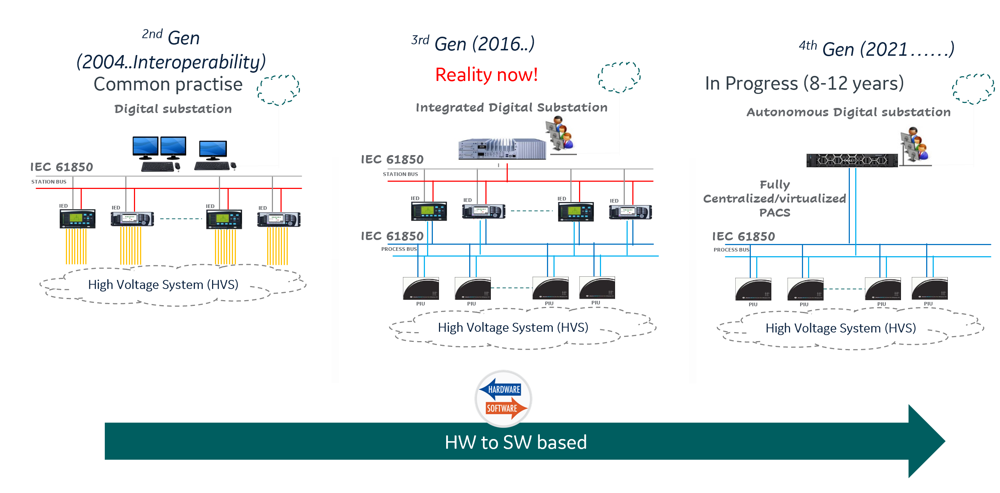 2nd Gen
(2004..Interoperability)
Common practise
Digital substation
IEC 61850
STATION BUS
IED
IED
IED
IED
High Voltage System (HVS)
3rd Gen (2016..)
Reality now!
Integrated Digital Substation
IEC 61850
STATION BUS
IED
IED
IED
IED
IEC 61850
PROCESS BUS
PIU
PIU
PIU
PIU
High Voltage System (HVS)
4th Gen (2021......)
In Progress (8-12 years)
Autonomous Digital substation
DELL EMC
Fully
Centralized/virtualized
PACS
IEC 61850
PROCESS BUS
PIU
PIU
PIU
PIU
High Voltage System (HVS)
HARDWARE
SOFTWARE
HW to SW based